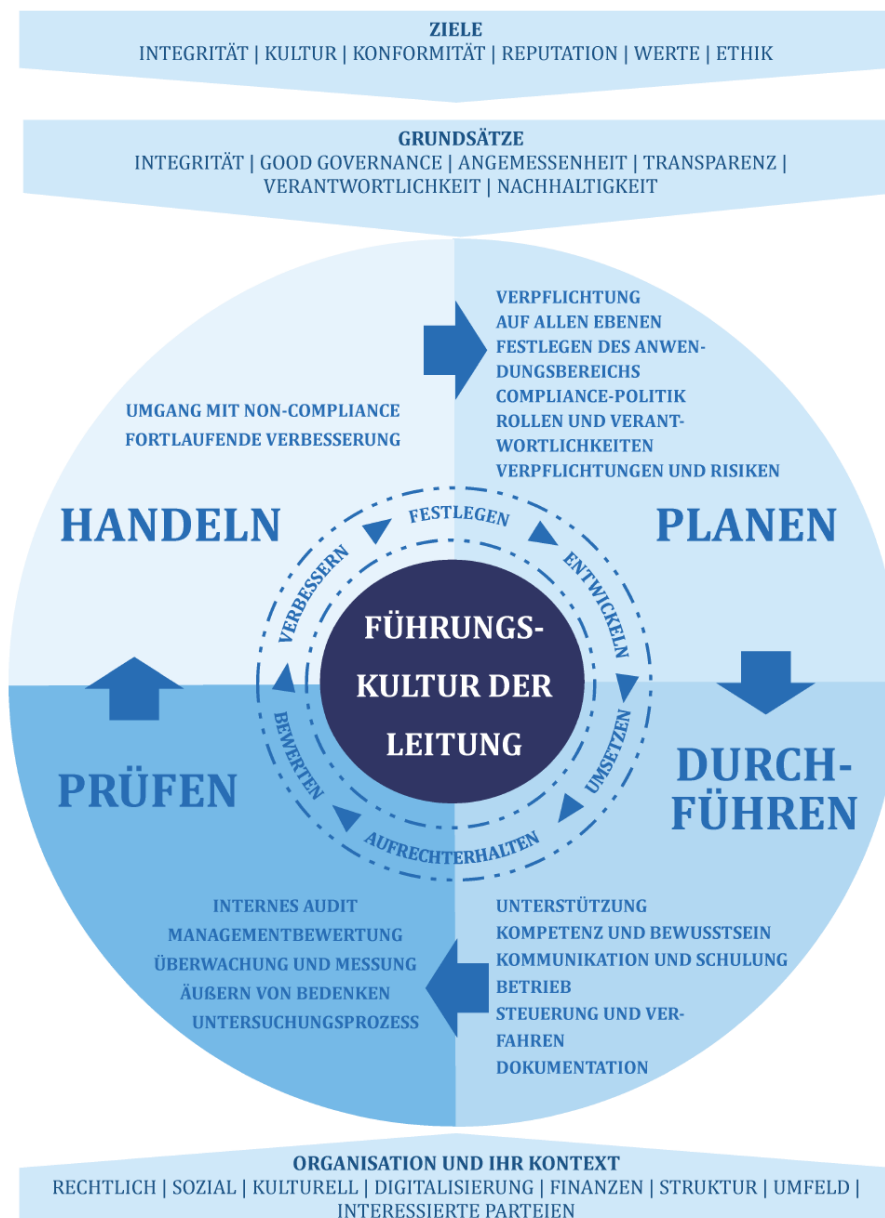 ZIELE
INTEGRITÄT | KULTUR | KONFORMITÄT | REPUTATION | WERTE | ETHIK
GRUNDSÄTZE
INTEGRITÄT | GOOD GOVERNANCE | ANGEMESSENHEIT | TRANSPARENZ |
VERANTWORTLICHKEIT | NACHHALTIGKEIT
UMGANG MIT NON-COMPLIANCE
FORTLAUFENDE VERBESSERUNG
HANDELN
VERPFLICHTUNG
AUF ALLEN EBENEN
FESTLEGEN DES ANWEN-
DUNGSBEREICHS
COMPLIANCE-POLITIK
ROLLEN UND VERANT-
WORTLICHKEITEN
VERPFLICHTUNGEN UND RISIKEN
PLANEN
FESTLEGEN
ENTWICKELN
UMSETZEN
AUFRECHTERHALTEN
BEWERTEN
VERBESSERN
FÜHRUNGS-
KULTUR DER
LEITUNG
PRÜFEN
DURCH-
FÜHREN
INTERNES AUDIT
MANAGEMENTBEWERTUNG
ÜBERWACHUNG UND MESSUNG
ÄUßERN VON BEDENKEN
UNTERSUCHUNGSPROZESS
UNTERSTÜTZUNG
KOMPETENZ UND BEWUSSTSEIN
KOMMUNIKATION UND SCHULUNG
BETRIEB
STEUERUNG UND VER-
FAHREN
DOKUMENTATION
ORGANISATION UND IHR KONTEXT
RECHTLICH | SOZIAL | KULTURELL | DIGITALISIERUNG | FINANZEN | STRUKTUR | UMFELD |
INTERESSIERTE PARTEIEN